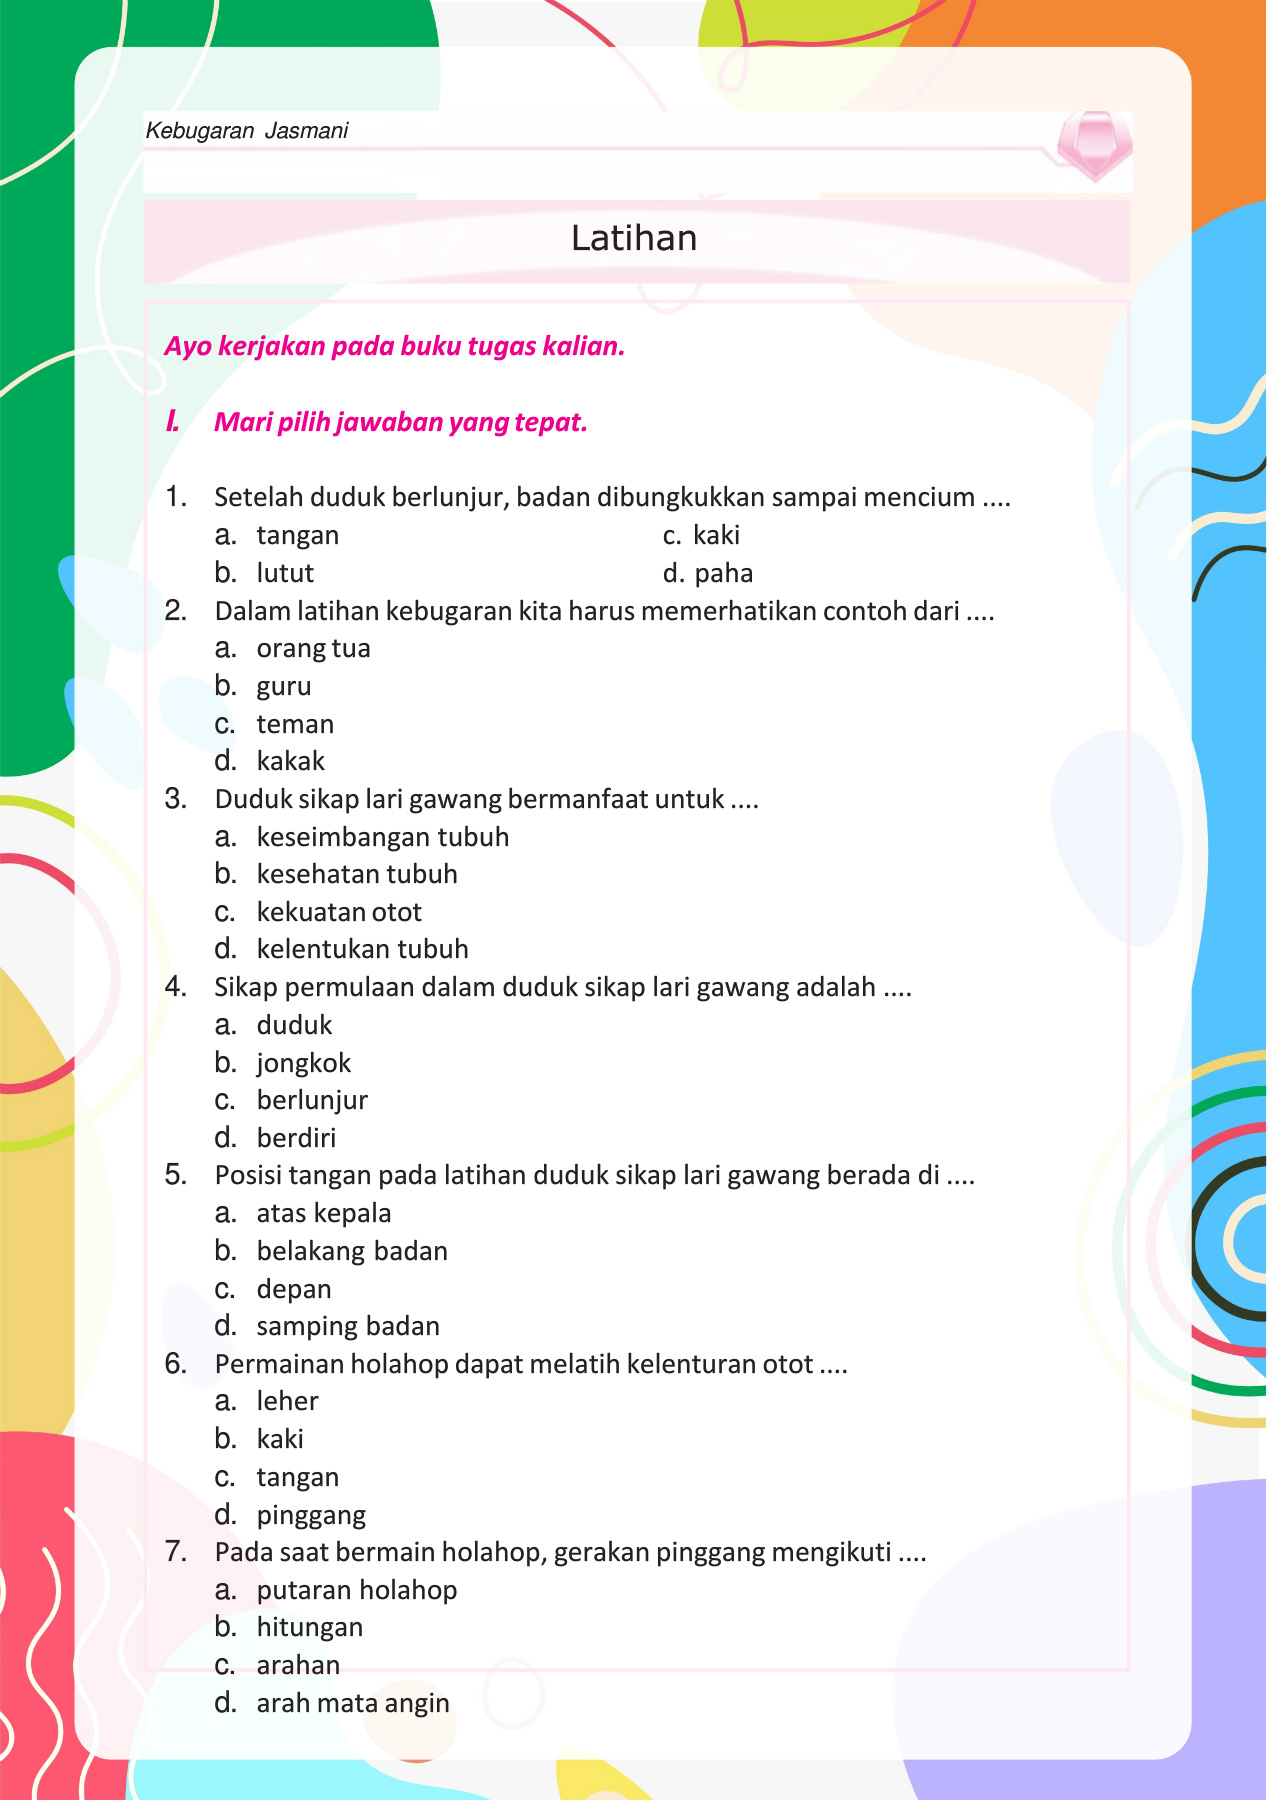 Kebugaran Jasmani
Latihan
Ayo kerjakan pada buku tugas kalian.
I. Mari pilih jawaban yang tepat.
1. Setelah duduk berlunjur, badan dibungkukkan sampai mencium ....
a. tangan c. kaki
b. lutut d. paha
2. Dalam latihan kebugaran kita harus memerhatikan contoh dari ....
a. orang tua
b. guru
c. teman
d. kakak
3. Duduk sikap lari gawang bermanfaat untuk ....
a. keseimbangan tubuh
b. kesehatan tubuh
c. kekuatan otot
d. kelentukan tubuh
4. Sikap permulaan dalam duduk sikap lari gawang adalah ....
a. duduk
b. jongkok
c. berlunjur
d. berdiri
5. Posisi tangan pada latihan duduk sikap lari gawang berada di ....
a. atas kepala
b. belakang badan
c. depan
d. samping badan
6. Permainan holahop dapat melatih kelenturan otot ....
a. leher
b. kaki
c. tangan
d. pinggang
7. Pada saat bermain holahop, gerakan pinggang mengikuti ....
a. putaran holahop
b. hitungan
c. arahan
d. arah mata angin